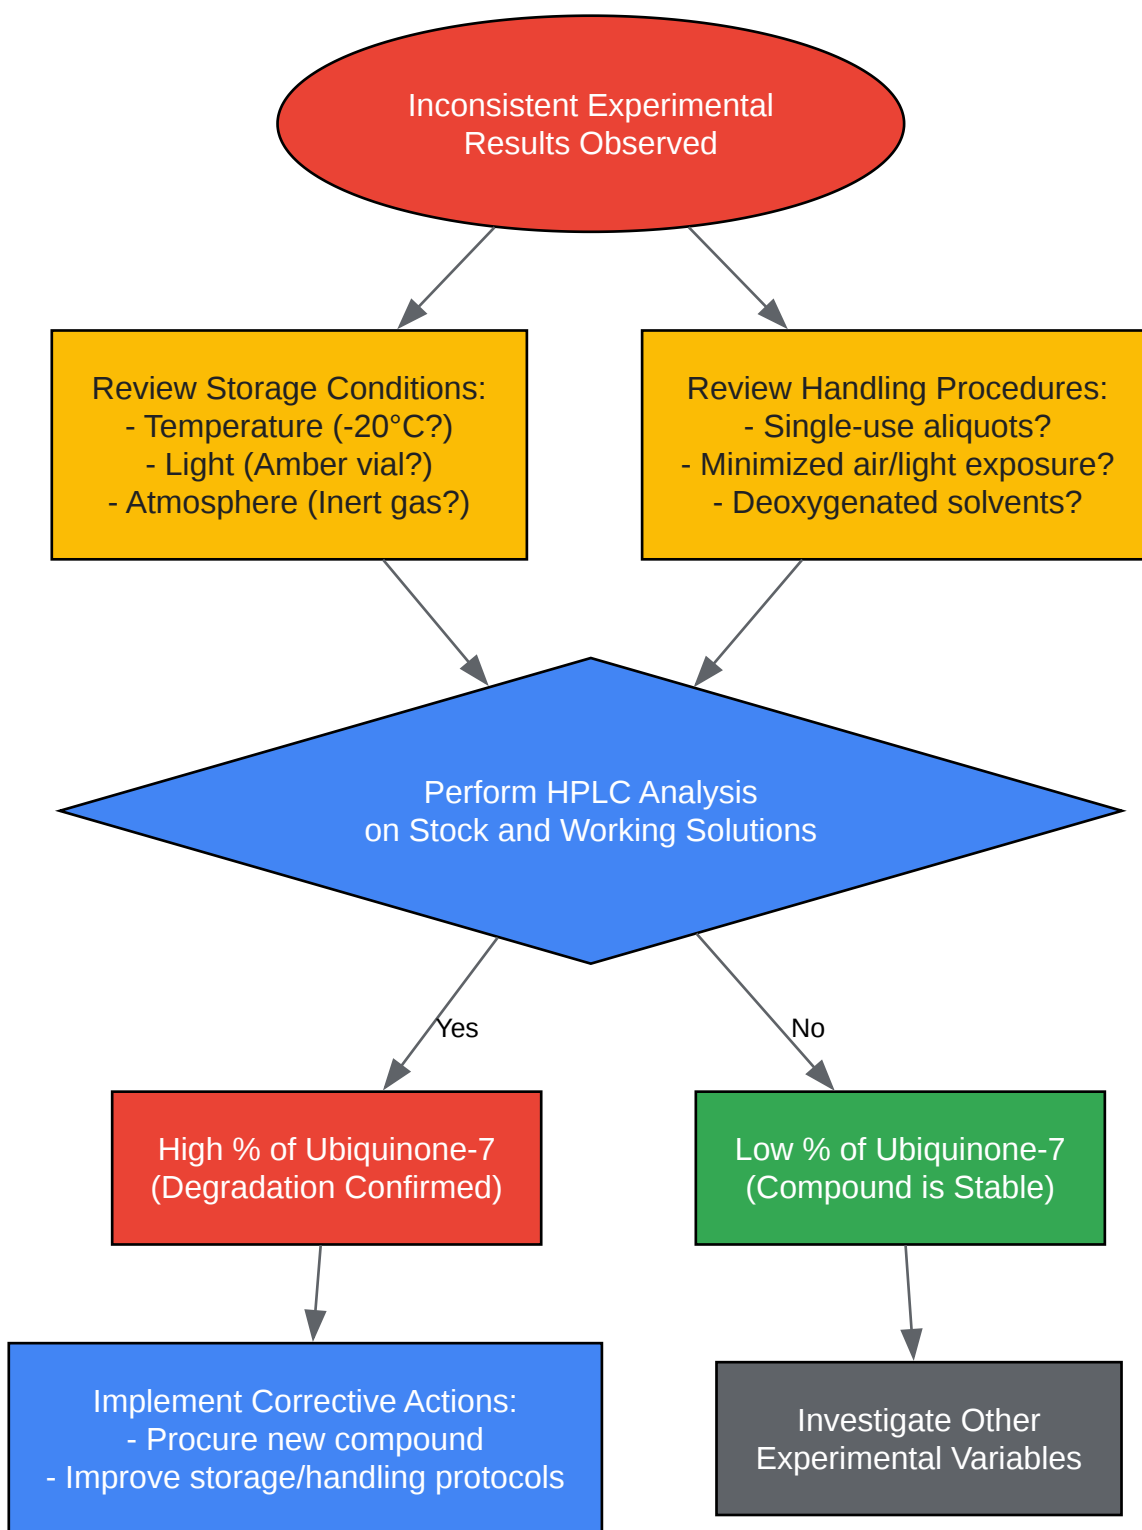 Inconsistent Experimental
Results Observed
Review Storage Conditions:
- Temperature (-20°C?)
- Light (Amber vial?)
- Atmosphere (Inert gas?)
Review Handling Procedures:
- Single-use aliquots?
- Minimized air/light exposure?
- Deoxygenated solvents?
Perform HPLC Analysis
on Stock and Working Solutions
Yes
No
High % of Ubiquinone-7
(Degradation Confirmed)
Low % of Ubiquinone-7
(Compound is Stable)
Implement Corrective Actions:
- Procure new compound
- Improve storage/handling protocols
Investigate Other
Experimental Variables